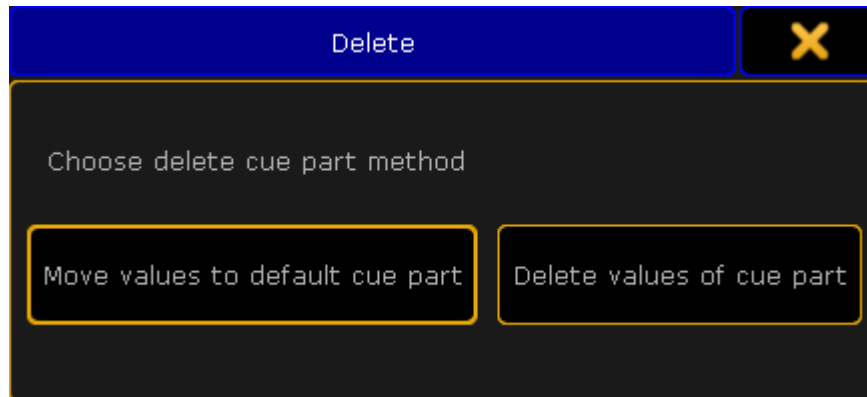 Delete
Choose delete cue part method
Move values to default cue part
Delete values of cue part